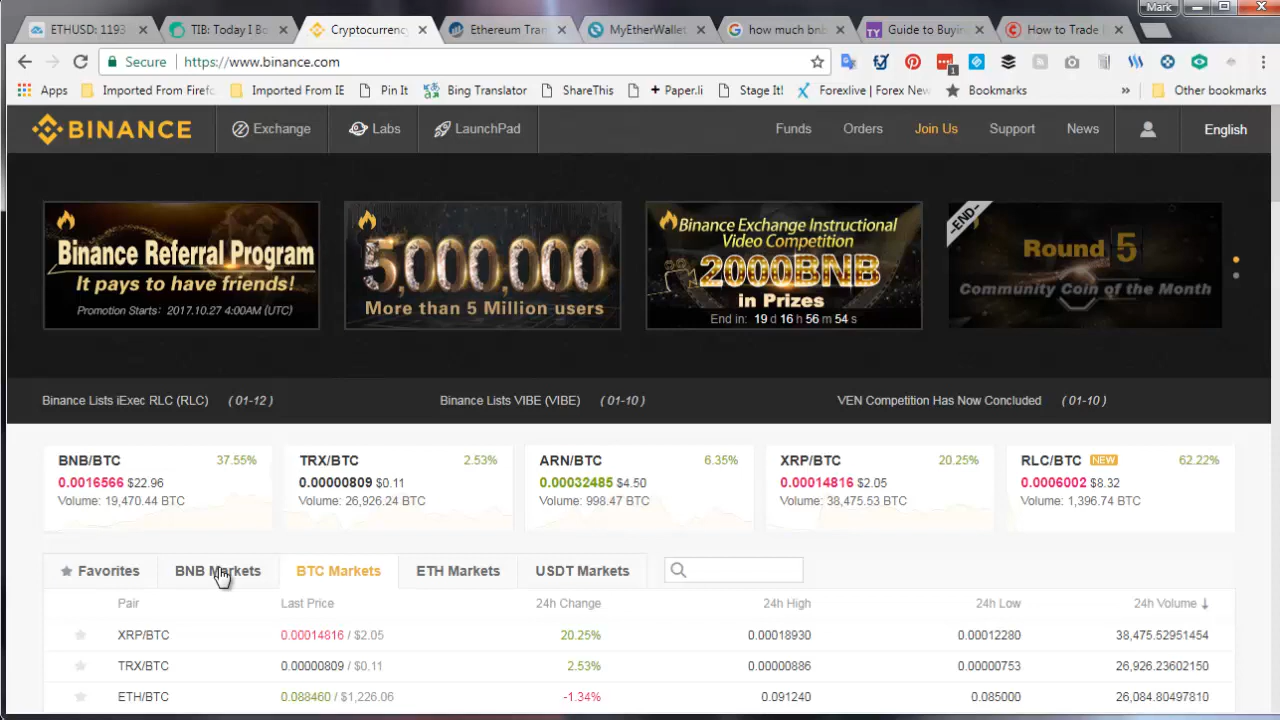 Mark
ETHUSD: 1193
TIB: Today I Bo
Cryptocurrency
Ethereum Tran
MyEtherWallet
how much bnb
Guide to Buyin
How to Trade
Secure
https://www.binance.com
1
Apps
Imported From Firefo
Imported From IE
Pin It
Bing Translator
ShareThis
+ Paper.li
Stage It!
Forexlive | Forex New
Bookmarks
»
Other bookmarks
BINANCE
Exchange
Labs
LaunchPad
Funds
Orders
Join Us
Support
News
English
Binance Referral Program
It pays to have friends!
Promotion Starts: 2017.10.27 4:00AM (UTC)
5,000,000
More than 5 Million users
Binance Exchange Instructional
Video Competition
2000BNB
in Prizes
End in: 19 d 16 h 56 m 54 s
-END-
Round 5
Community Coin of the Month
Binance Lists iExec RLC (RLC) ( 01-12 )
Binance Lists VIBE (VIBE) ( 01-10 )
VEN Competition Has Now Concluded ( 01-10 )
BNB/BTC 37.55%
0.0016566 $22.96
Volume: 19,470.44 BTC
TRX/BTC 2.53%
0.00000809 $0.11
Volume: 26,926.24 BTC
ARN/BTC 6.35%
0.00032485 $4.50
Volume: 998.47 BTC
XRP/BTC 20.25%
0.00014816 $2.05
Volume: 38,475.53 BTC
RLC/BTC NEW 62.22%
0.0006002 $8.32
Volume: 1,396.74 BTC
Favorites
BNB Markets
BTC Markets
ETH Markets
USDT Markets
Pair Last Price 24h Change 24h High 24h Low 24h Volume
XRP/BTC 0.00014816 / $2.05 20.25% 0.00018930 0.00012280 38,475.52951454
TRX/BTC 0.00000809 / $0.11 2.53% 0.00000886 0.00000753 26,926.23602150
ETH/BTC 0.088460 / $1,226.06 -1.34% 0.091240 0.085000 26,084.80497810